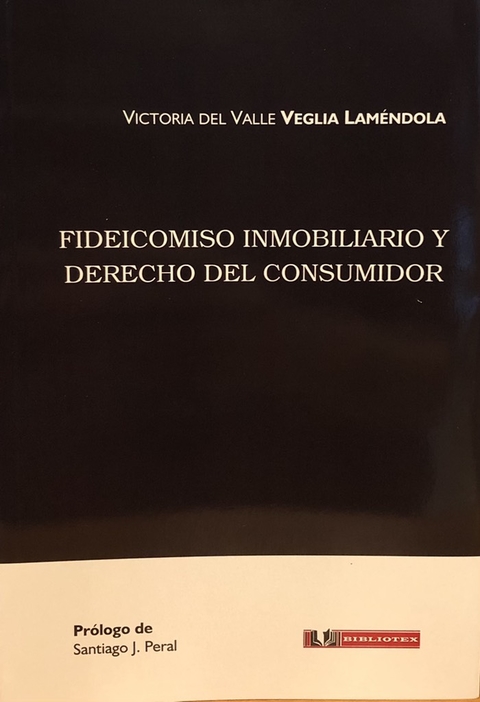 VICTORIA DEL VALLE VEGLIA LAMÉNDOLA
FIDEICOMISO INMOBILIARIO Y
DERECHO DEL CONSUMIDOR
Prólogo de
Santiago J. Peral
BIBLIOTEX